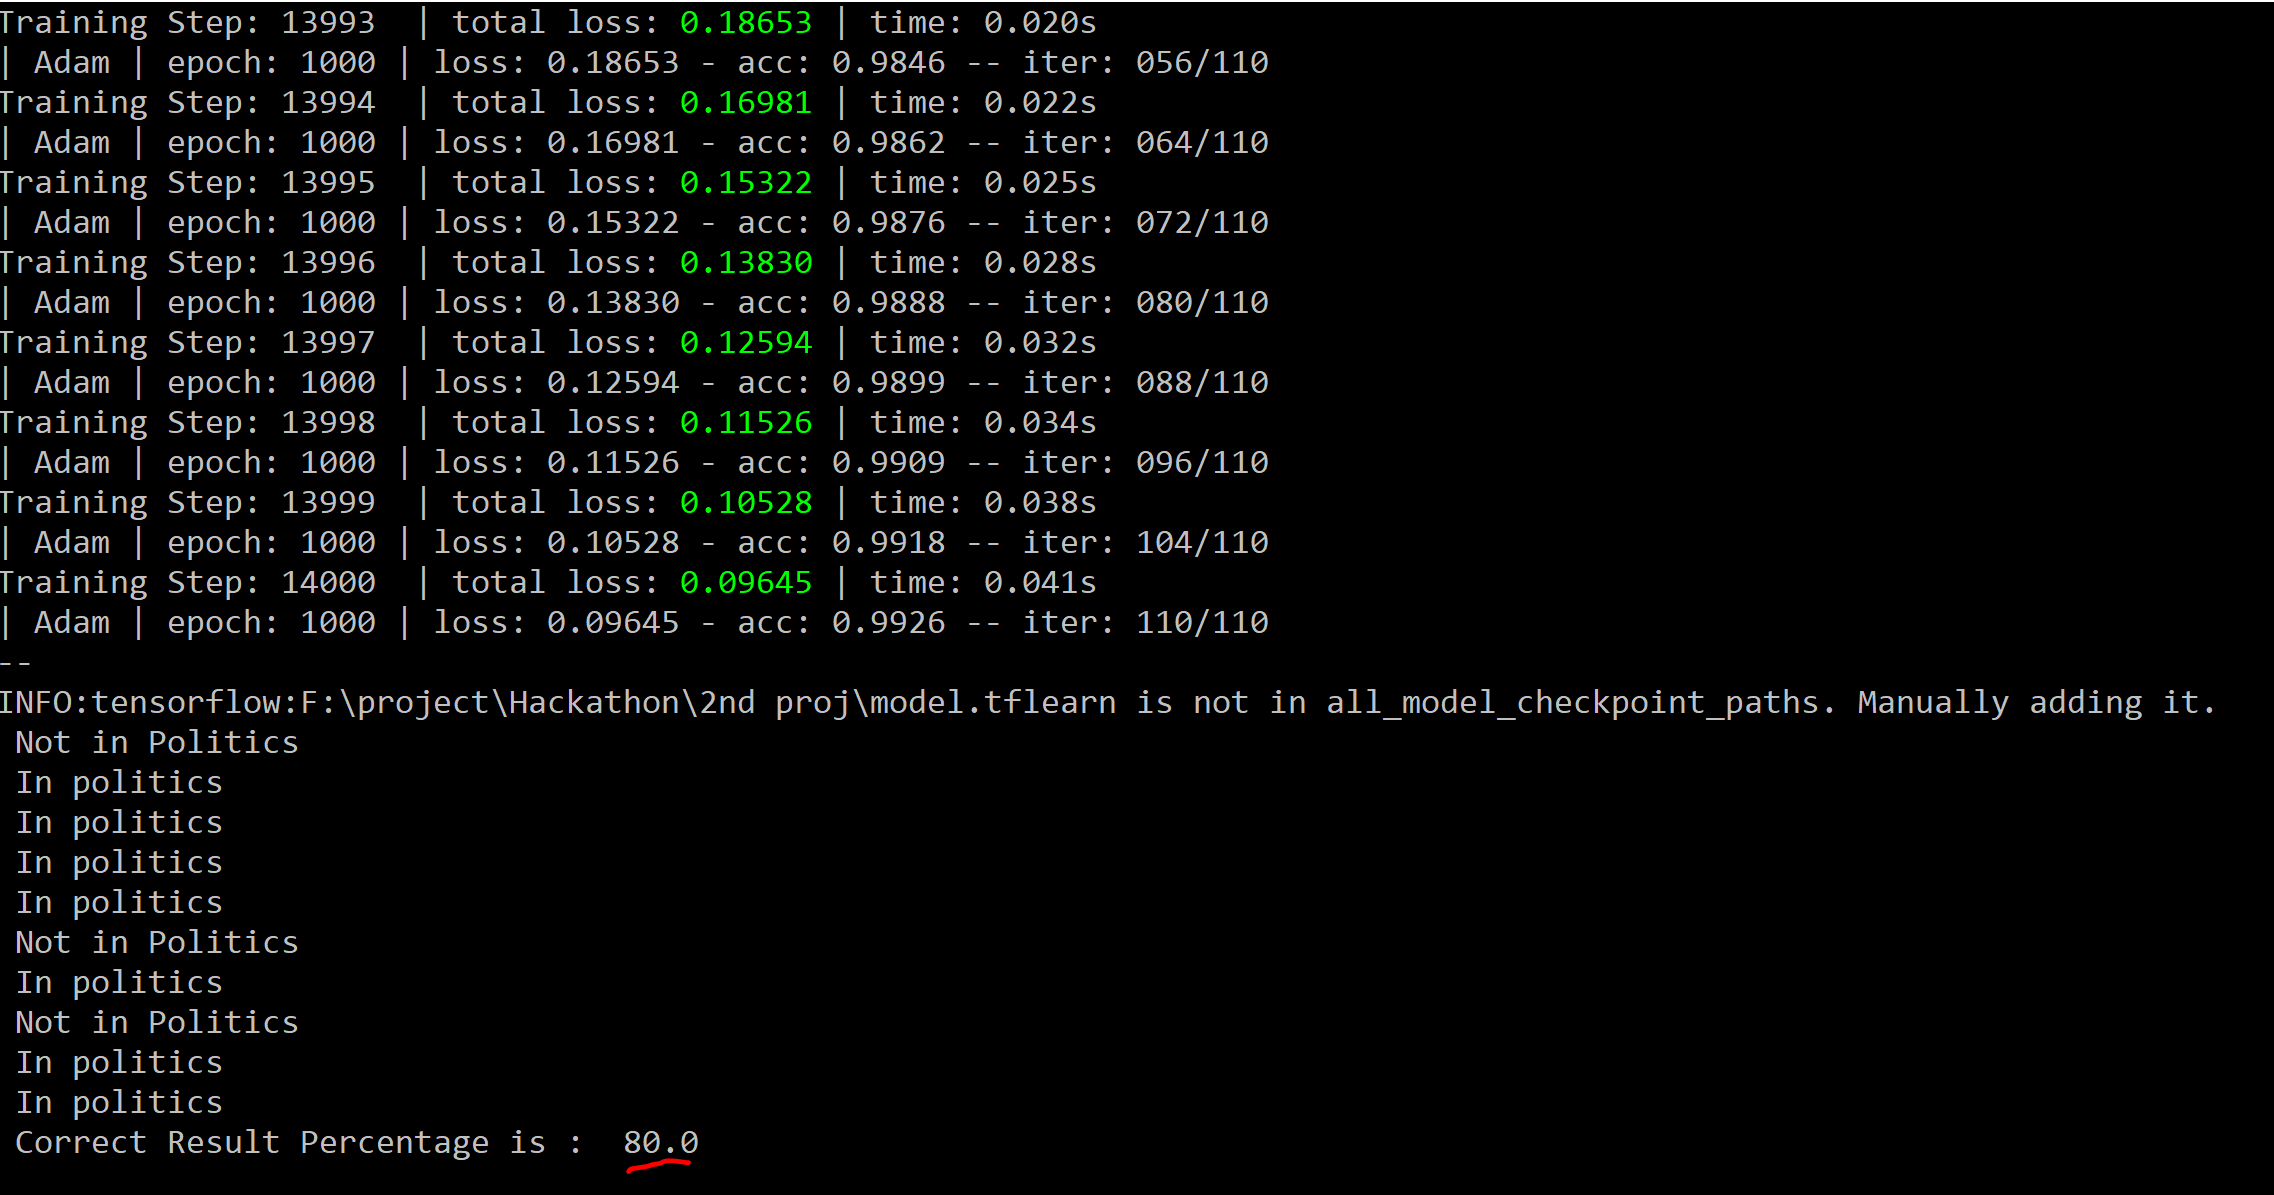 Training Step: 13993  | total loss: 0.18653 | time: 0.020s
| Adam | epoch: 1000 | loss: 0.18653 - acc: 0.9846 -- iter: 056/110
Training Step: 13994  | total loss: 0.16981 | time: 0.022s
| Adam | epoch: 1000 | loss: 0.16981 - acc: 0.9862 -- iter: 064/110
Training Step: 13995  | total loss: 0.15322 | time: 0.025s
| Adam | epoch: 1000 | loss: 0.15322 - acc: 0.9876 -- iter: 072/110
Training Step: 13996  | total loss: 0.13830 | time: 0.028s
| Adam | epoch: 1000 | loss: 0.13830 - acc: 0.9888 -- iter: 080/110
Training Step: 13997  | total loss: 0.12594 | time: 0.032s
| Adam | epoch: 1000 | loss: 0.12594 - acc: 0.9899 -- iter: 088/110
Training Step: 13998  | total loss: 0.11526 | time: 0.034s
| Adam | epoch: 1000 | loss: 0.11526 - acc: 0.9909 -- iter: 096/110
Training Step: 13999  | total loss: 0.10528 | time: 0.038s
| Adam | epoch: 1000 | loss: 0.10528 - acc: 0.9918 -- iter: 104/110
Training Step: 14000  | total loss: 0.09645 | time: 0.041s
| Adam | epoch: 1000 | loss: 0.09645 - acc: 0.9926 -- iter: 110/110
--
INFO:tensorflow:F:\project\Hackathon\2nd proj\model.tflearn is not in all_model_checkpoint_paths. Manually adding it.
Not in Politics
In politics
In politics
In politics
In politics
Not in Politics
In politics
Not in Politics
In politics
In politics
Correct Result Percentage is :  80.0